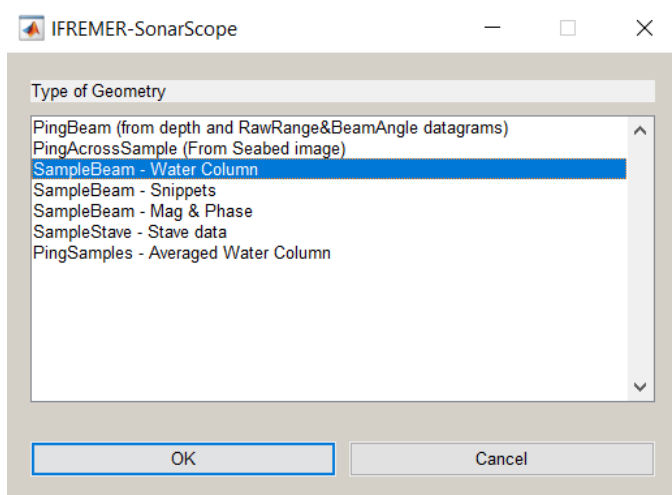 IFREMER-SonarScope
Type of Geometry
PingBeam (from depth and RawRange&BeamAngle datagrams)
PingAcrossSample (From Seabed image)
SampleBeam - Water Column
SampleBeam - Snippets
SampleBeam - Mag & Phase
SampleStave - Stave data
PingSamples - Averaged Water Column
OK
Cancel